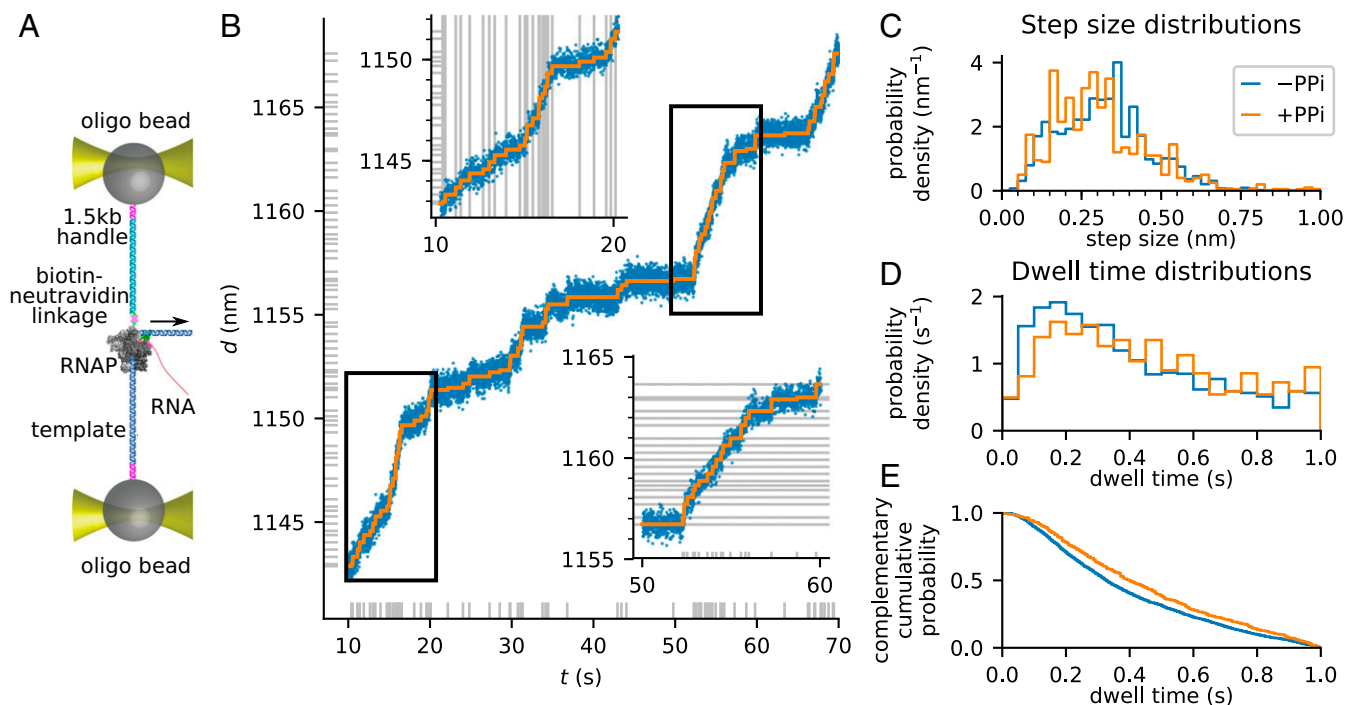 A
oligo bead
1.5kb
handle
biotin-
neutravidin
linkage
RNAP
RNA
template
oligo bead
B
d (nm)
1165
1160
1155
1150
1145
10
20
30
40
50
60
70
t (s)
1150
1145
10
20
1165
1160
1155
50
60
C
Step size distributions
probability
density (nm⁻¹)
4
2
0
0.00
0.25
0.50
0.75
1.00
step size (nm)
−PPi
+PPi
D
Dwell time distributions
probability
density (s⁻¹)
2
1
0
0.0
0.2
0.4
0.6
0.8
1.0
dwell time (s)
E
complementary
cumulative
probability
1.0
0.5
0.0
0.0
0.2
0.4
0.6
0.8
1.0
dwell time (s)